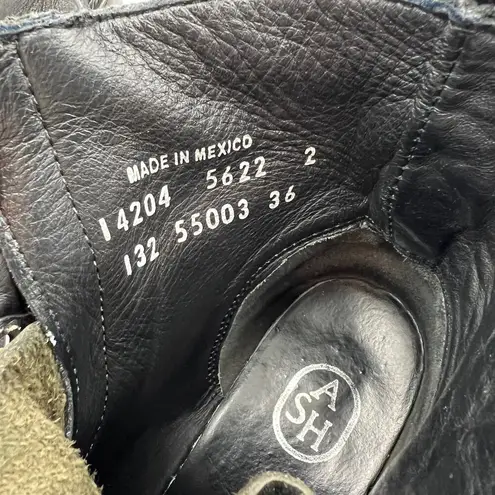 MADE IN MEXICO
14204 5622 2
132 55003 36
ASH